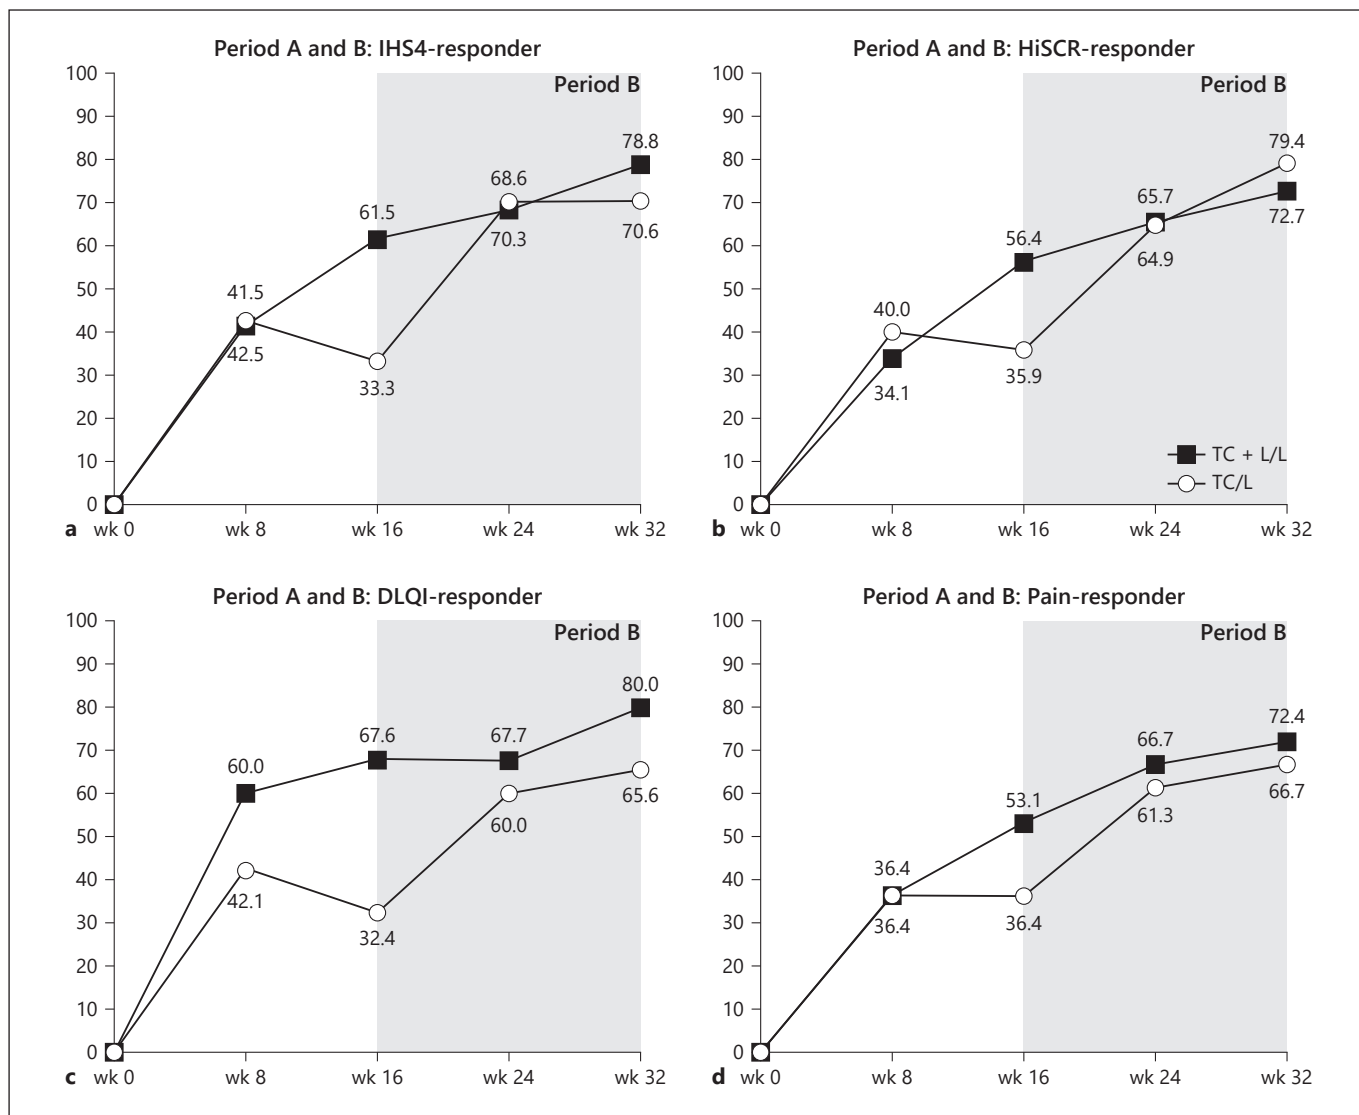 Period A and B: IHS4-responder
100
90
80
70
60
50
40
30
20
10
0
Period B
78.8
68.6
61.5
70.3
70.6
41.5
42.5
33.3
a
wk 0
wk 8
wk 16
wk 24
wk 32
Period A and B: HiSCR-responder
100
90
80
70
60
50
40
30
20
10
0
Period B
79.4
65.7
72.7
56.4
64.9
40.0
34.1
35.9
TC + L/L
TC/L
b
wk 0
wk 8
wk 16
wk 24
wk 32
Period A and B: DLQI-responder
100
90
80
70
60
50
40
30
20
10
0
Period B
80.0
67.6
67.7
60.0
65.6
60.0
42.1
32.4
c
wk 0
wk 8
wk 16
wk 24
wk 32
Period A and B: Pain-responder
100
90
80
70
60
50
40
30
20
10
0
Period B
72.4
66.7
66.7
53.1
61.3
36.4
36.4
36.4
d
wk 0
wk 8
wk 16
wk 24
wk 32